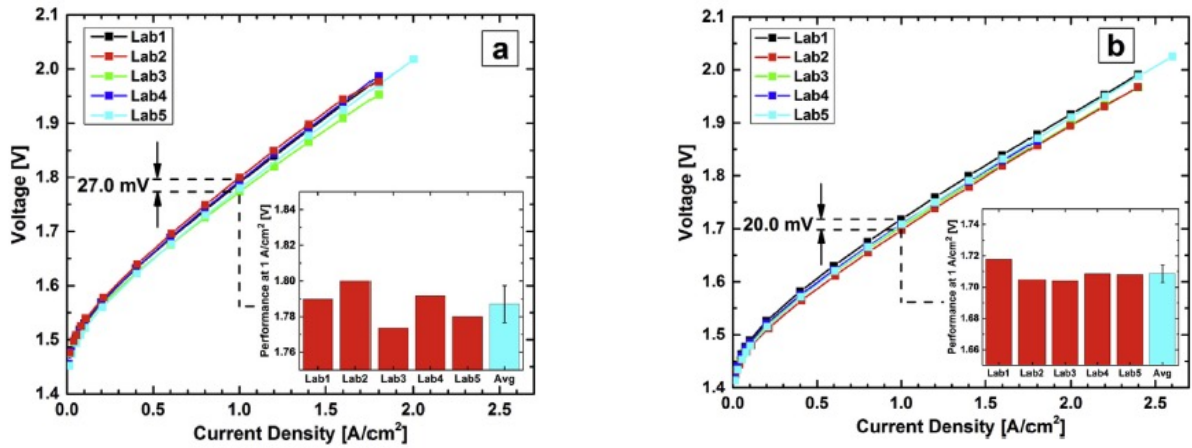 a
Lab1
Lab2
Lab3
Lab4
Lab5
2.1
2.0
1.9
1.8
1.7
1.6
1.5
1.4
Voltage [V]
27.0 mV
0.0 0.5 1.0 1.5 2.0 2.5 3.0
Current Density [A/cm²]
Performance at 1 A/cm² [V]
1.84
1.82
1.80
1.78
1.76
Lab1 Lab2 Lab3 Lab4 Lab5 Avg
b
Lab1
Lab2
Lab3
Lab4
Lab5
2.1
2.0
1.9
1.8
1.7
1.6
1.5
1.4
Voltage [V]
20.0 mV
0.0 0.5 1.0 1.5 2.0 2.5
Current Density [A/cm²]
Performance at 1 A/cm² [V]
1.74
1.72
1.70
1.68
1.66
Lab1 Lab2 Lab3 Lab4 Lab5 Avg